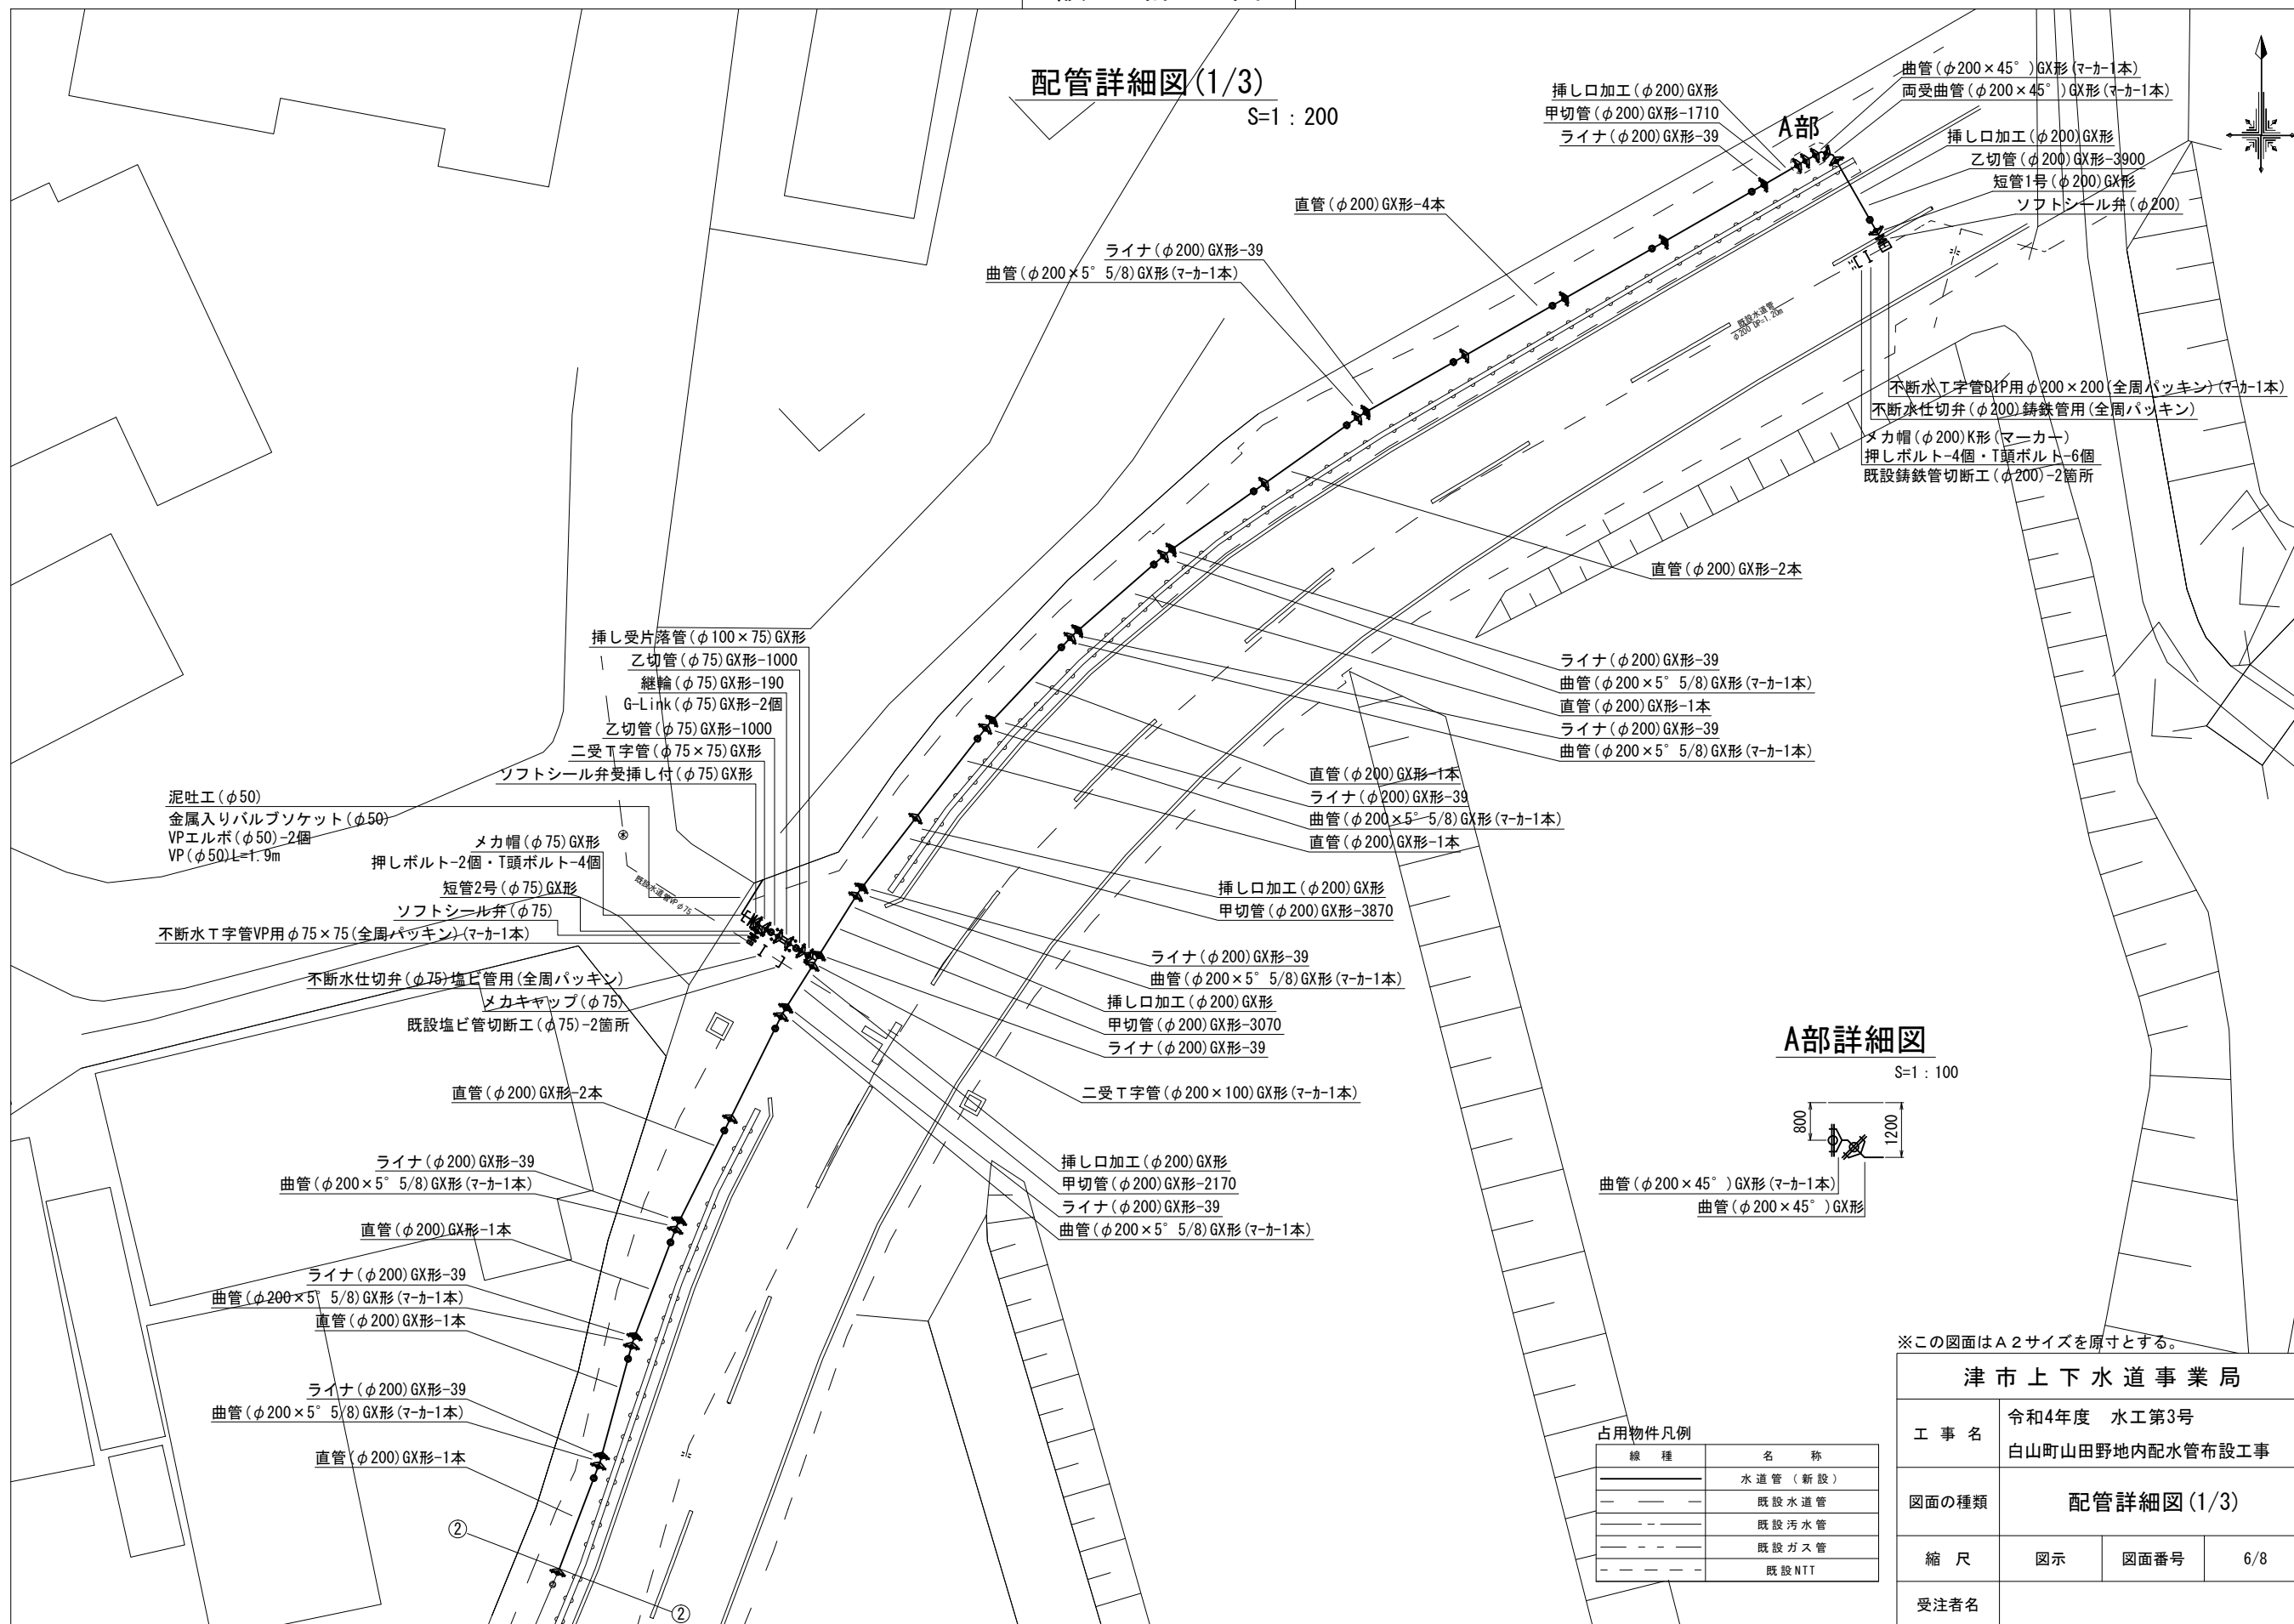 配管詳細図(1/3)
S=1：200
曲管(φ200×45°)GX形(マーカー1本)
両受曲管(φ200×45°)GX形(マーカー1本)
挿し口加工(φ200)GX形
甲切管(φ200)GX形-1710
ライナ(φ200)GX形-39
A部
挿し口加工(φ200)GX形
乙切管(φ200)GX形-3900
短管1号(φ200)GX形
ソフトシール弁(φ200)
直管(φ200)GX形-4本
ライナ(φ200)GX形-39
曲管(φ200×5°5/8)GX形(マーカー1本)
既設水道管
φ200 DP=1.20m
不断水T字管DIP用φ200×200(全周パッキン)(マーカー1本)
不断水仕切弁(φ200)鋳鉄管用(全周パッキン)
メカ帽(φ200)K形(マーカー)
押しボルト-4個・T頭ボルト-6個
既設鋳鉄管切断工(φ200)-2箇所
直管(φ200)GX形-2本
挿し受片落管(φ100×75)GX形
乙切管(φ75)GX形-1000
継輪(φ75)GX形-190
G-Link(φ75)GX形-2個
乙切管(φ75)GX形-1000
二受T字管(φ75×75)GX形
ソフトシール弁受挿し付(φ75)GX形
ライナ(φ200)GX形-39
曲管(φ200×5°5/8)GX形(マーカー1本)
直管(φ200)GX形-1本
ライナ(φ200)GX形-39
曲管(φ200×5°5/8)GX形(マーカー1本)
直管(φ200)GX形-1本
ライナ(φ200)GX形-39
曲管(φ200×5°5/8)GX形(マーカー1本)
直管(φ200)GX形-1本
泥吐工(φ50)
金属入りバルブソケット(φ50)
VPエルボ(φ50)-2個
VP(φ50)L=1.9m
メカ帽(φ75)GX形
押しボルト-2個・T頭ボルト-4個
短管2号(φ75)GX形
ソフトシール弁(φ75)
不断水T字管VP用φ75×75(全周パッキン)(マーカー1本)
既設水道管VPφ75
不断水仕切弁(φ75)塩ビ管用(全周パッキン)
メカキャップ(φ75)
既設塩ビ管切断工(φ75)-2箇所
挿し口加工(φ200)GX形
甲切管(φ200)GX形-3870
ライナ(φ200)GX形-39
曲管(φ200×5°5/8)GX形(マーカー1本)
挿し口加工(φ200)GX形
甲切管(φ200)GX形-3070
ライナ(φ200)GX形-39
二受T字管(φ200×100)GX形(マーカー1本)
挿し口加工(φ200)GX形
甲切管(φ200)GX形-2170
ライナ(φ200)GX形-39
曲管(φ200×5°5/8)GX形(マーカー1本)
直管(φ200)GX形-2本
ライナ(φ200)GX形-39
曲管(φ200×5°5/8)GX形(マーカー1本)
直管(φ200)GX形-1本
ライナ(φ200)GX形-39
曲管(φ200×5°5/8)GX形(マーカー1本)
直管(φ200)GX形-1本
ライナ(φ200)GX形-39
曲管(φ200×5°5/8)GX形(マーカー1本)
直管(φ200)GX形-1本
②
②
A部詳細図
S=1：100
800
1200
曲管(φ200×45°)GX形(マーカー1本)
曲管(φ200×45°)GX形
占用物件凡例
線種 名称
水道管（新設）
既設水道管
既設汚水管
既設ガス管
既設NTT
※この図面はA2サイズを原寸とする。
津市上下水道事業局
工事名 令和4年度 水工第3号
白山町山田野地内配水管布設工事
図面の種類 配管詳細図(1/3)
縮尺 図示 図面番号 6/8
受注者名